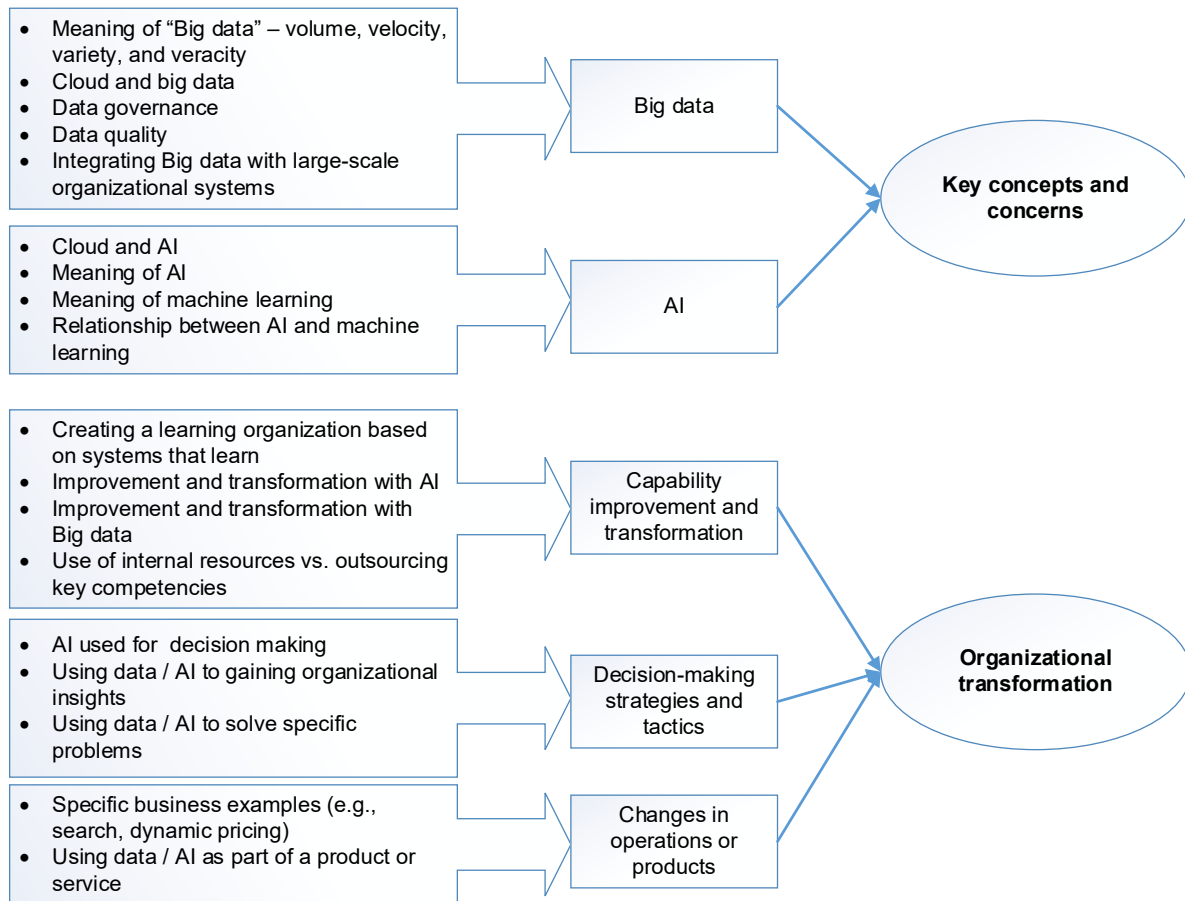 • Meaning of “Big data” – volume, velocity,
variety, and veracity
• Cloud and big data
• Data governance
• Data quality
• Integrating Big data with large-scale
organizational systems
Big data
Key concepts and
concerns
• Cloud and AI
• Meaning of AI
• Meaning of machine learning
• Relationship between AI and machine
learning
AI
• Creating a learning organization based
on systems that learn
• Improvement and transformation with AI
• Improvement and transformation with
Big data
• Use of internal resources vs. outsourcing
key competencies
Capability
improvement and
transformation
• AI used for decision making
• Using data / AI to gaining organizational
insights
• Using data / AI to solve specific
problems
Decision-making
strategies and
tactics
Organizational
transformation
• Specific business examples (e.g.,
search, dynamic pricing)
• Using data / AI as part of a product or
service
Changes in
operations or
products